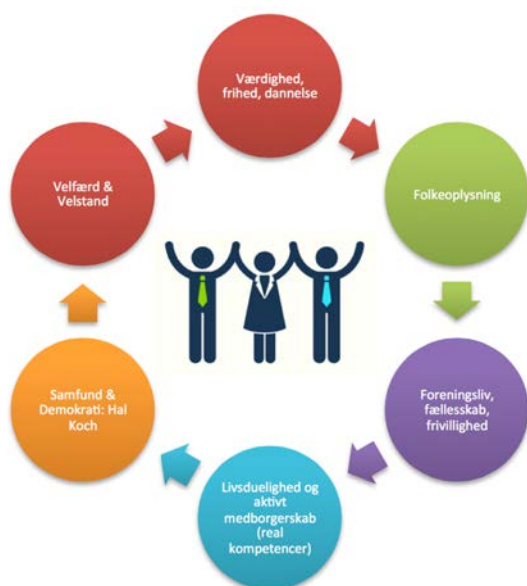 Værdighed,
frihed, dannelse
Folkeoplysning
Foreningsliv,
fællesskab,
frivillighed
Livsduelighed og
aktivt
medborgerskab
(real
kompetencer)
Samfund &
Demokrati: Hal
Koch
Velfærd &
Velstand